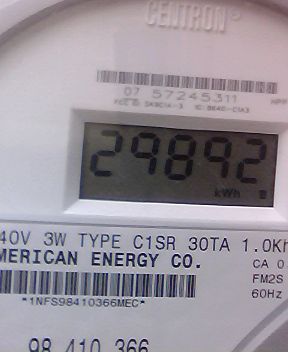 CENTRON®
07 57245311
29892
kWh
40V 3W TYPE C1SR 30TA 1.0Kh
MERICAN ENERGY CO.
CA 0
FM2S
*1NFS98410366MEC*
60Hz
98 410 366